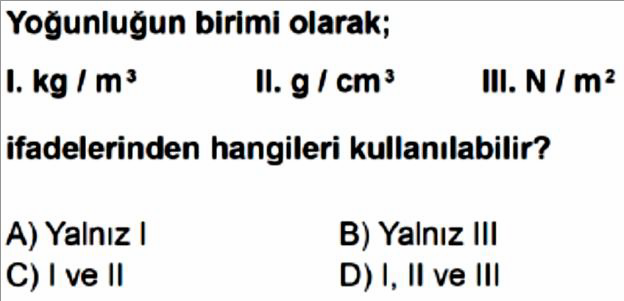 Yoğunluğun birimi olarak;
I. kg / m³ II. g / cm³ III. N / m²
ifadelerinden hangileri kullanılabilir?
A) Yalnız I B) Yalnız III
C) I ve II D) I, II ve III